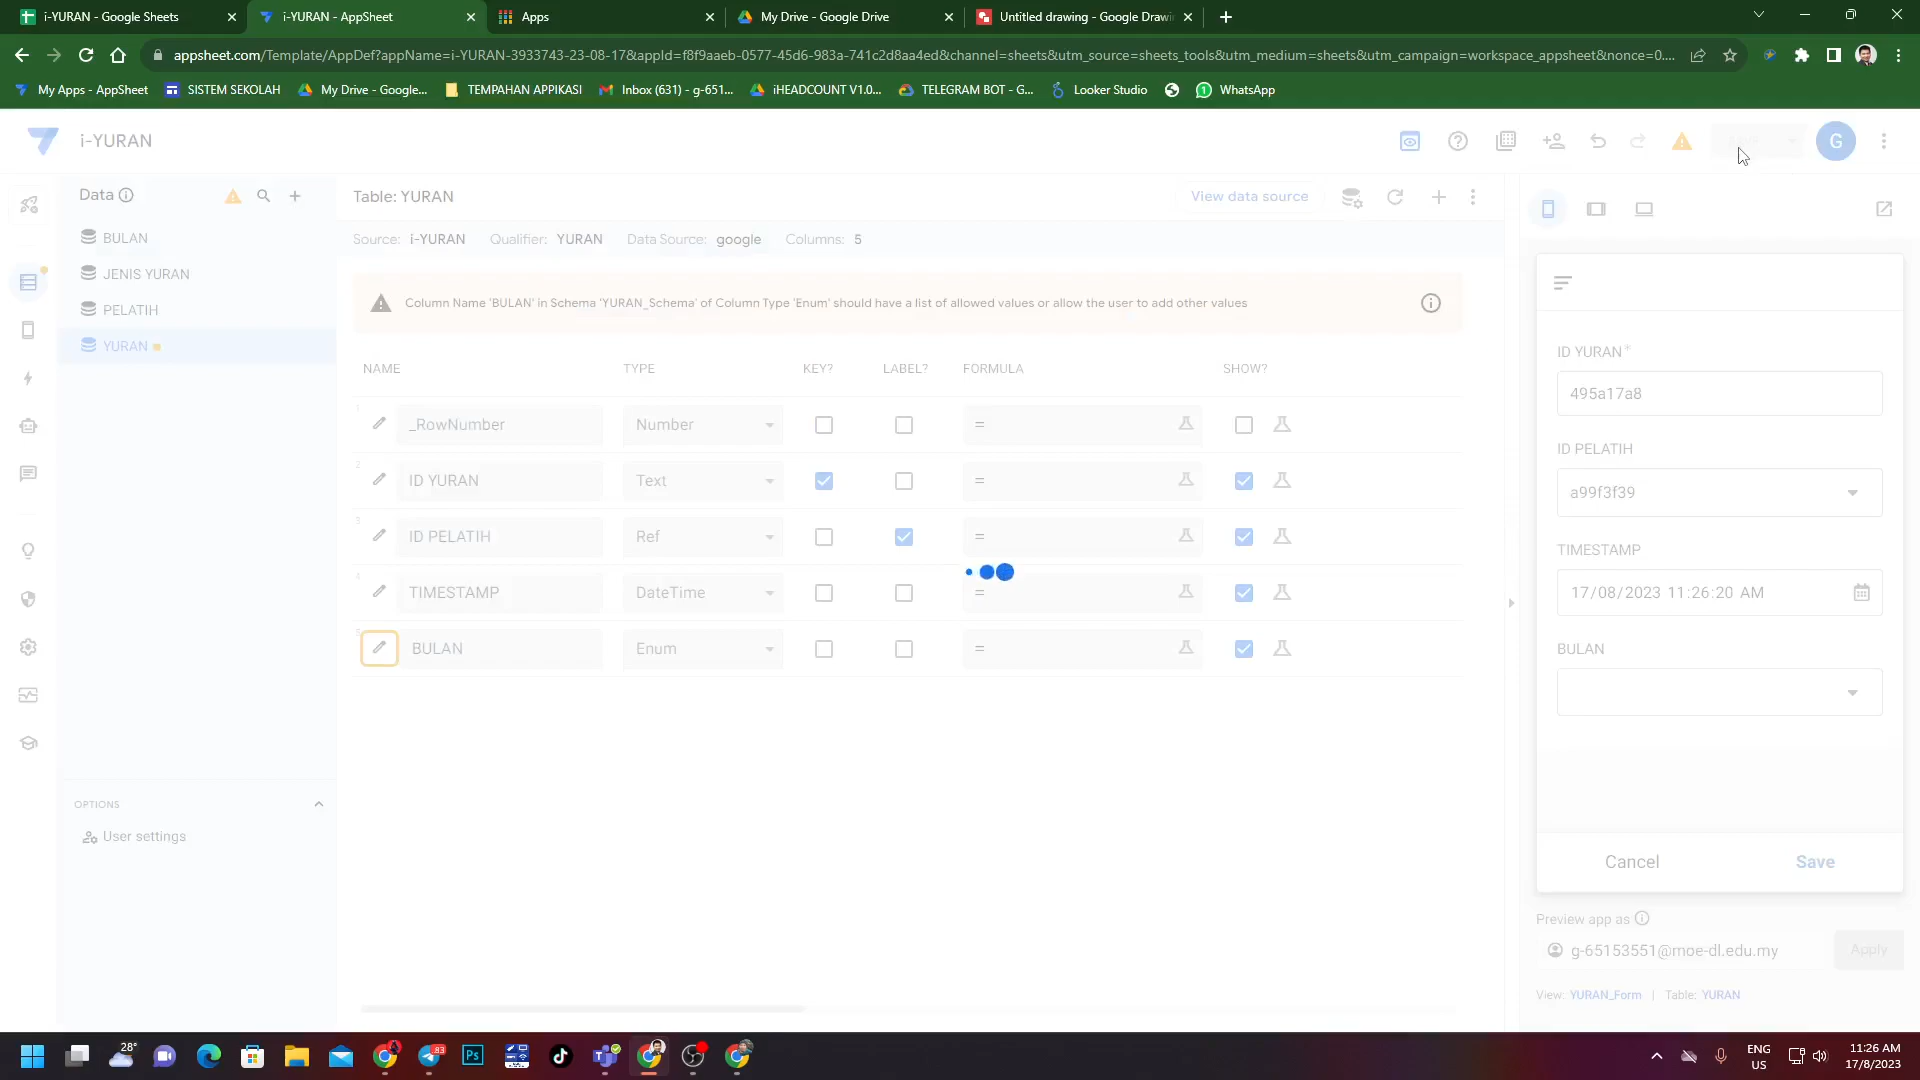 i-YURAN - Google Sheets
i-YURAN - AppSheet
Apps
My Drive - Google Drive
Untitled drawing - Google Drawi
appsheet.com/Template/AppDef?appName=i-YURAN-3933743-23-08-17&appId=f8f9aaeb-0577-45d6-983a-741c2d8aa4ed&channel=sheets&utm_source=sheets_tools&utm_medium=sheets&utm_campaign=workspace_appsheet&nonce=0....
My Apps - AppSheet
SISTEM SEKOLAH
My Drive - Google...
TEMPAHAN APPIKASI
Inbox (631) - g-651...
iHEADCOUNT V1.0...
TELEGRAM BOT - G...
Looker Studio
WhatsApp
i-YURAN
G
Data
BULAN
JENIS YURAN
PELATIH
YURAN
Table: YURAN
View data source
Source: i-YURAN Qualifier: YURAN Data Source: google Columns: 5
Column Name 'BULAN' in Schema 'YURAN_Schema' of Column Type 'Enum' should have a list of allowed values or allow the user to add other values
NAME TYPE KEY? LABEL? FORMULA SHOW?
1 _RowNumber Number =
2 ID YURAN Text =
3 ID PELATIH Ref =
4 TIMESTAMP DateTime =
5 BULAN Enum =
OPTIONS
User settings
ID YURAN*
495a17a8
ID PELATIH
a99f3f39
TIMESTAMP
17/08/2023 11:26:20 AM
BULAN
Cancel Save
Preview app as
g-65153551@moe-dl.edu.my Apply
View: YURAN_Form | Table: YURAN
28°
83
Ps
ENG
US
11:26 AM
17/8/2023